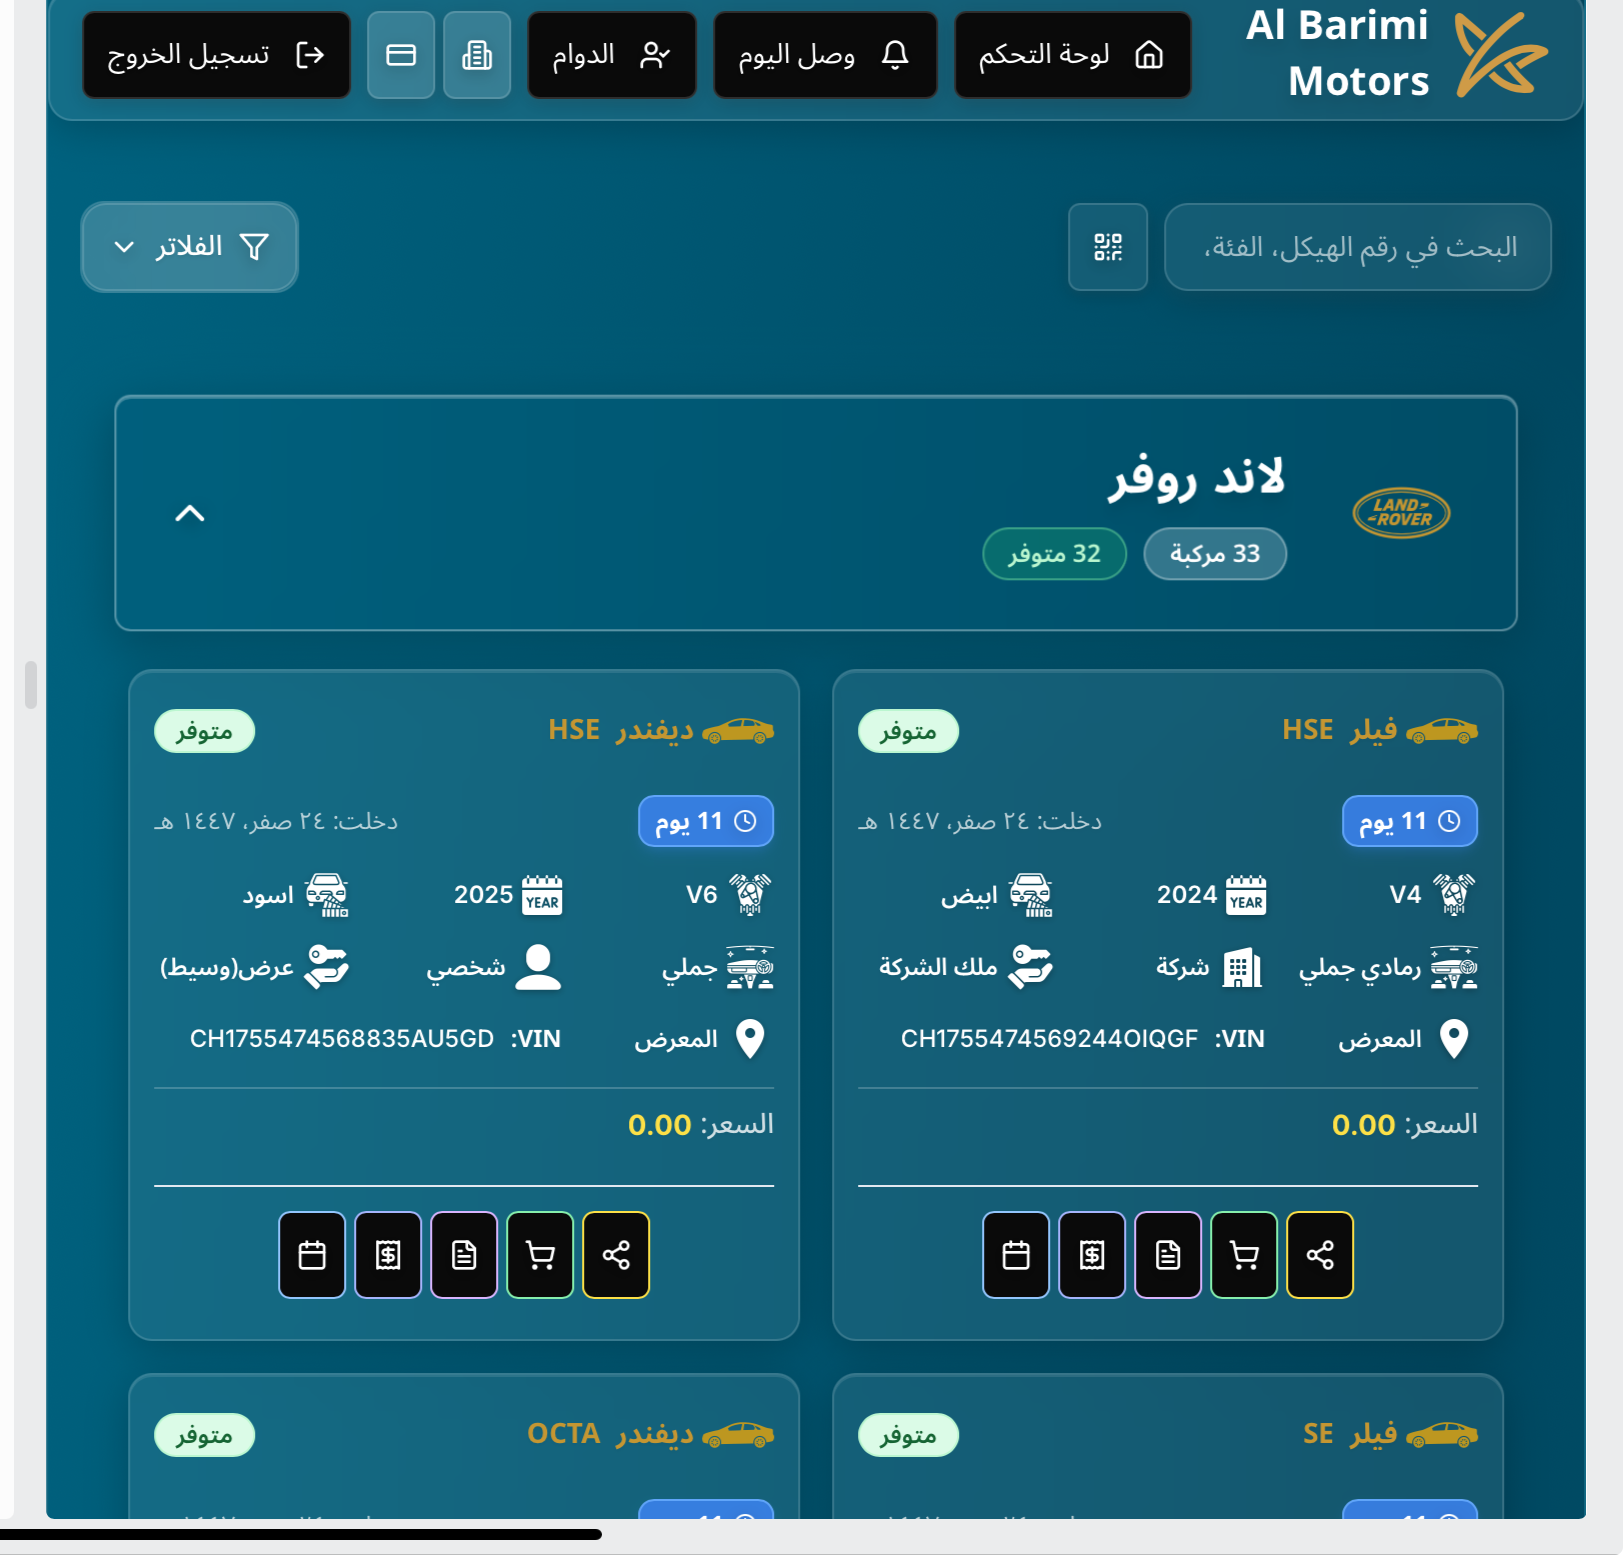 Al Barimi
Motors
لوحة التحكم
وصل اليوم
الدوام
تسجيل الخروج
البحث في رقم الهيكل، الفئة،
الفلاتر
LAND
ROVER
لاند روفر
33 مركبة
32 متوفر
فيلر HSE
متوفر
11 يوم
دخلت: ٢٤ صفر، ١٤٤٧ هـ
V4
YEAR 2024
ابيض
رمادي جملي
شركة
ملك الشركة
المعرض
VIN: CH1755474569244OIQGF
السعر: 0.00
ديفندر HSE
متوفر
11 يوم
دخلت: ٢٤ صفر، ١٤٤٧ هـ
V6
YEAR 2025
اسود
جملي
شخصي
عرض(وسيط)
المعرض
VIN: CH1755474568835AU5GD
السعر: 0.00
فيلر SE
متوفر
ديفندر OCTA
متوفر